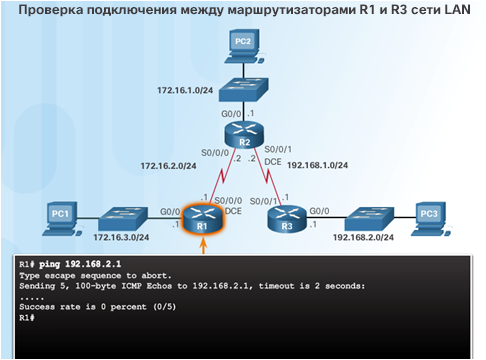 Проверка подключения между маршрутизаторами R1 и R3 сети LAN
PC2
172.16.1.0/24
G0/0 .1
R2
S0/0/0
S0/0/1
.2 .2
DCE
172.16.2.0/24
192.168.1.0/24
.1
S0/0/0
DCE
S0/0/1
.1
PC1
G0/0
.1
R1
R3
G0/0
.1
PC3
172.16.3.0/24
192.168.2.0/24
R1# ping 192.168.2.1
Type escape sequence to abort.
Sending 5, 100-byte ICMP Echos to 192.168.2.1, timeout is 2 seconds:
.....
Success rate is 0 percent (0/5)
R1#